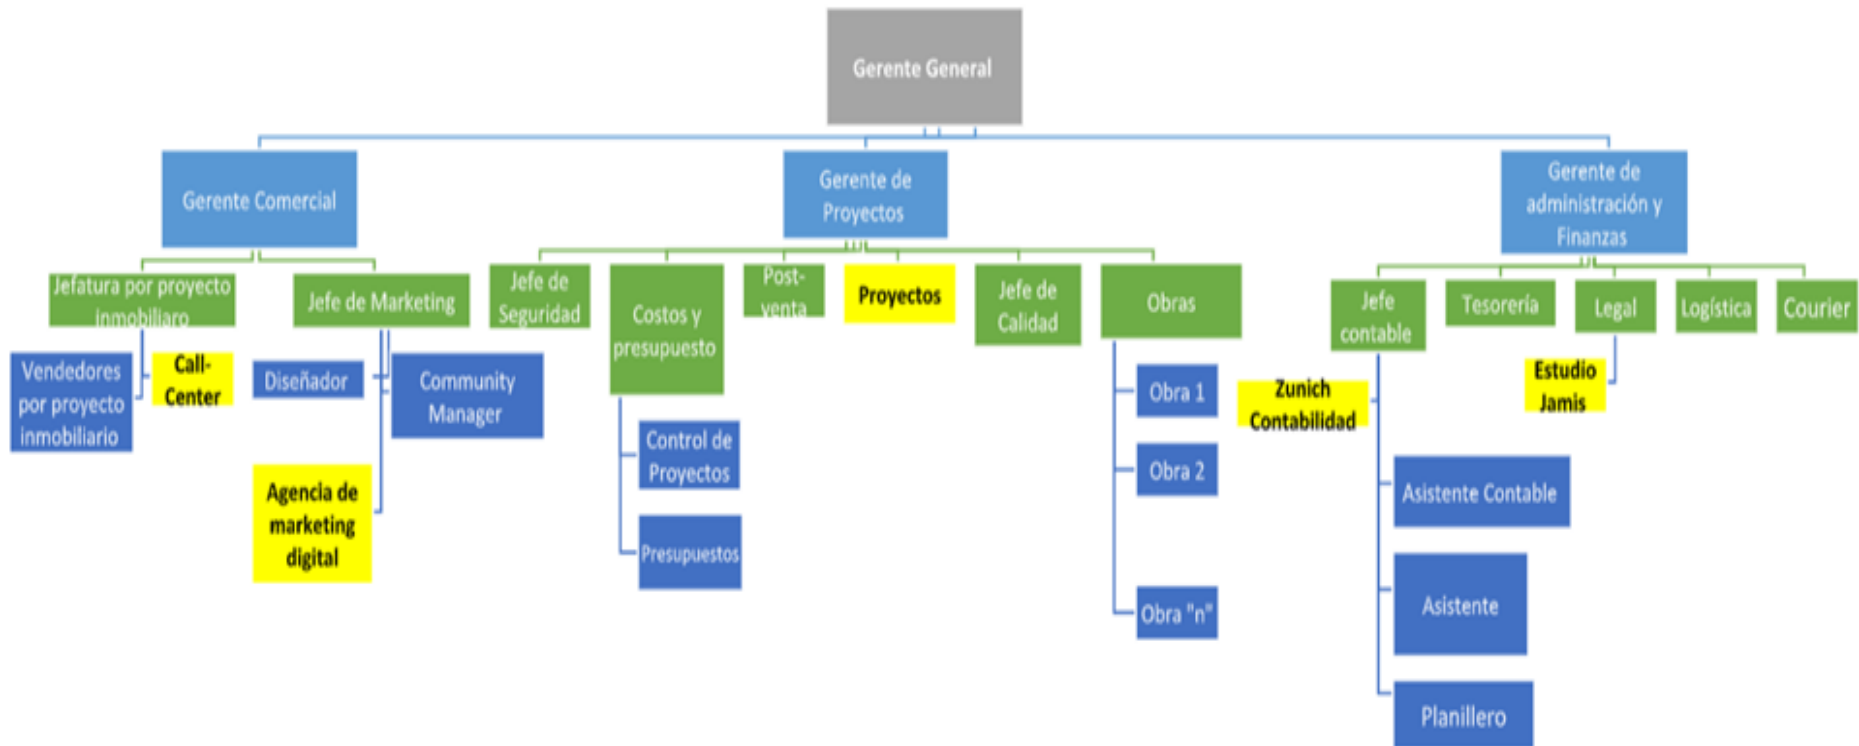 Gerente General
Gerente Comercial
Gerente de
Proyectos
Gerente de
administración y
Finanzas
Jefatura por proyecto
inmobiliaro
Jefe de Marketing
Jefe de
Seguridad
Costos y
presupuesto
Post-
venta
Proyectos
Jefe de
Calidad
Obras
Jefe
contable
Tesorería
Legal
Logística
Courier
Vendedores
por proyecto
inmobiliario
Call-
Center
Diseñador
Community
Manager
Agencia de
marketing
digital
Control de
Proyectos
Presupuestos
Obra 1
Obra 2
Obra "n"
Zunich
Contabilidad
Estudio
Jamis
Asistente Contable
Asistente
Planillero